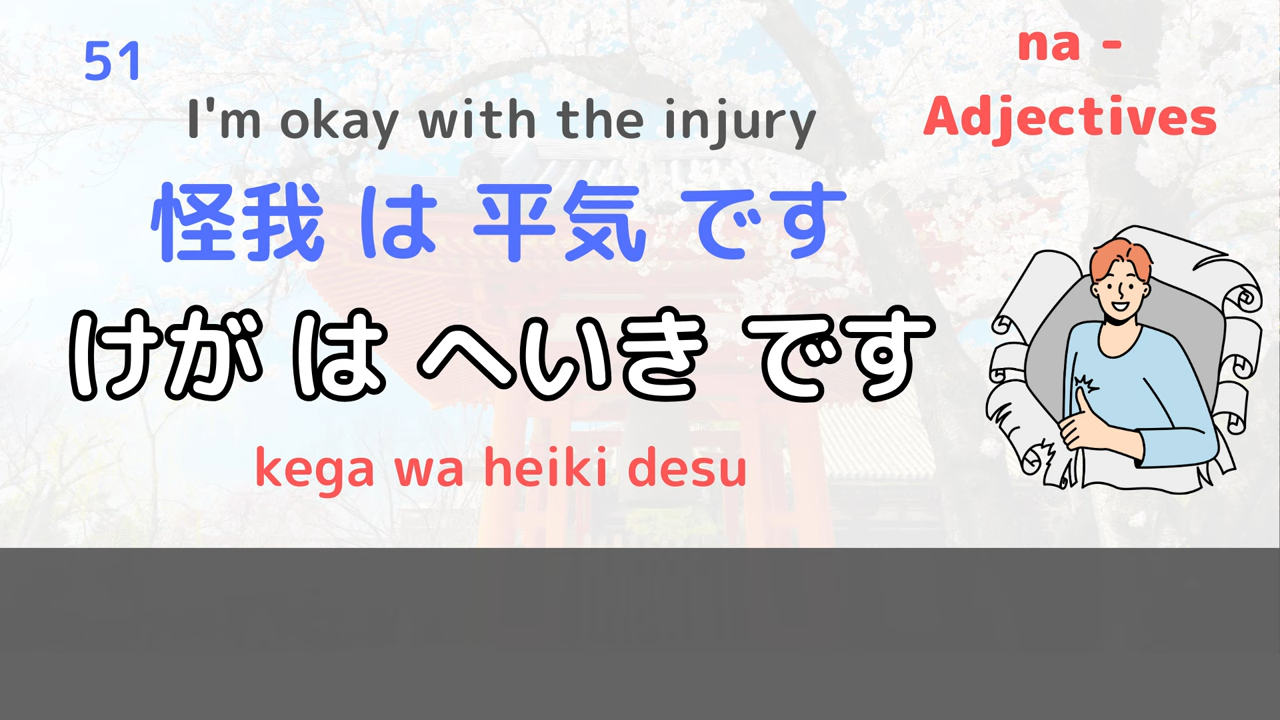 51
na -
Adjectives
I'm okay with the injury
怪我 は 平気 です
けが は へいき です
kega wa heiki desu